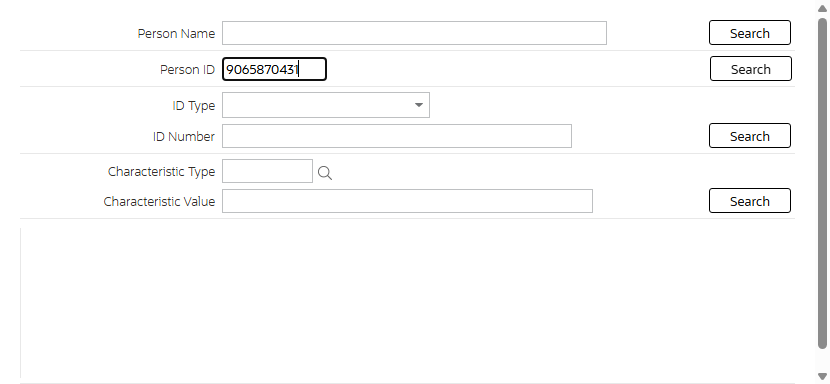 Person Name Search
Person ID 9065870431 Search
ID Type
ID Number Search
Characteristic Type
Characteristic Value Search